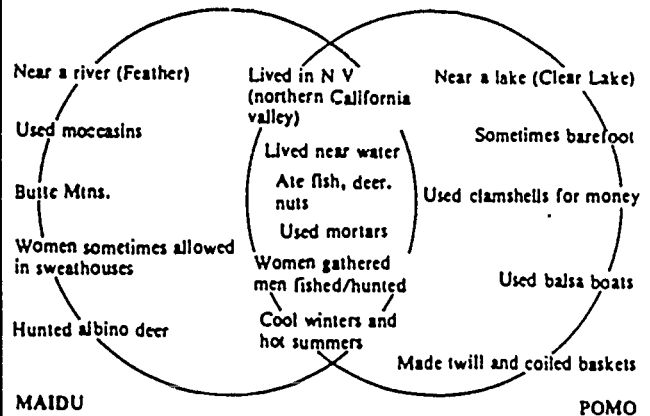 Near a river (Feather)
Used moccasins
Butte Mtns.
Women sometimes allowed
in sweathouses
Hunted albino deer
MAIDU
Lived in N V
(northern California
valley)
Lived near water
Ate fish, deer.
nuts
Used mortars
Women gathered
men fished/hunted
Cool winters and
hot summers
Near a lake (Clear Lake)
Sometimes barefoot
Used clamshells for money
Used balsa boats
Made twill and coiled baskets
POMO